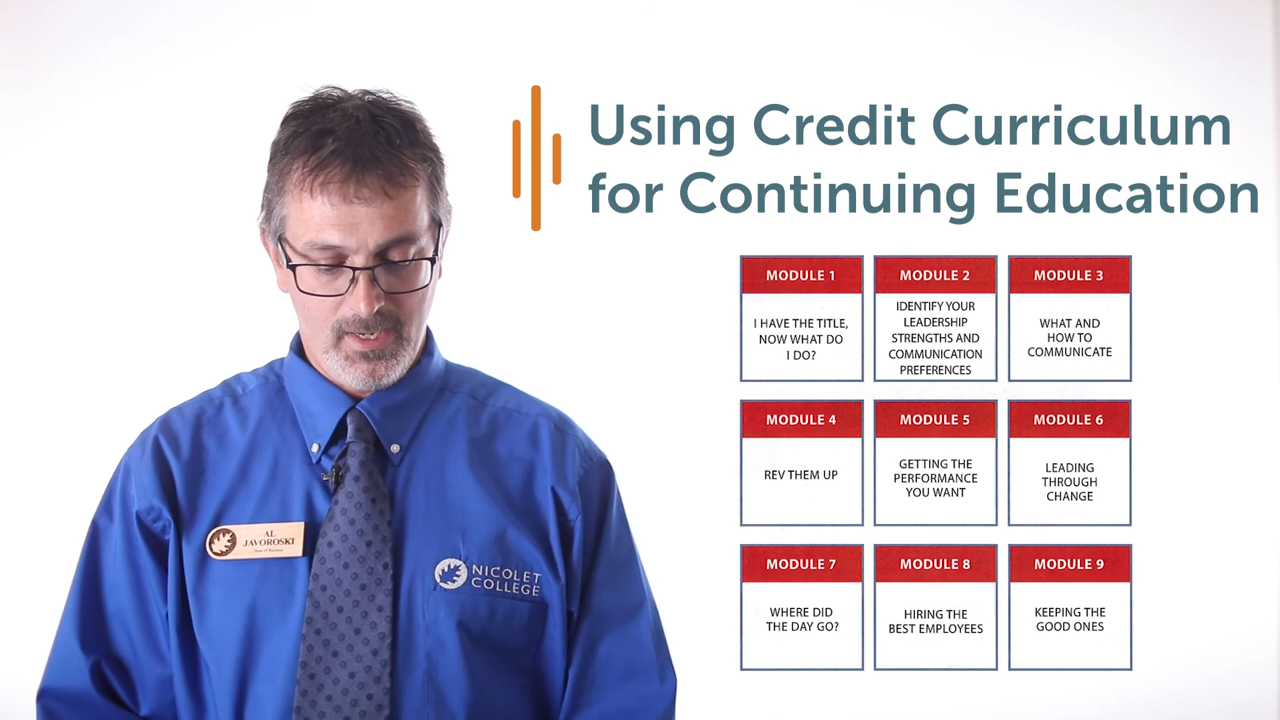 Using Credit Curriculum
for Continuing Education
MODULE 1
I HAVE THE TITLE,
NOW WHAT DO
I DO?
MODULE 2
IDENTIFY YOUR
LEADERSHIP
STRENGTHS AND
COMMUNICATION
PREFERENCES
MODULE 3
WHAT AND
HOW TO
COMMUNICATE
MODULE 4
REV THEM UP
MODULE 5
GETTING THE
PERFORMANCE
YOU WANT
MODULE 6
LEADING
THROUGH
CHANGE
MODULE 7
WHERE DID
THE DAY GO?
MODULE 8
HIRING THE
BEST EMPLOYEES
MODULE 9
KEEPING THE
GOOD ONES
AL
JAVOROSKI
Dean of Business
NICOLET
COLLEGE